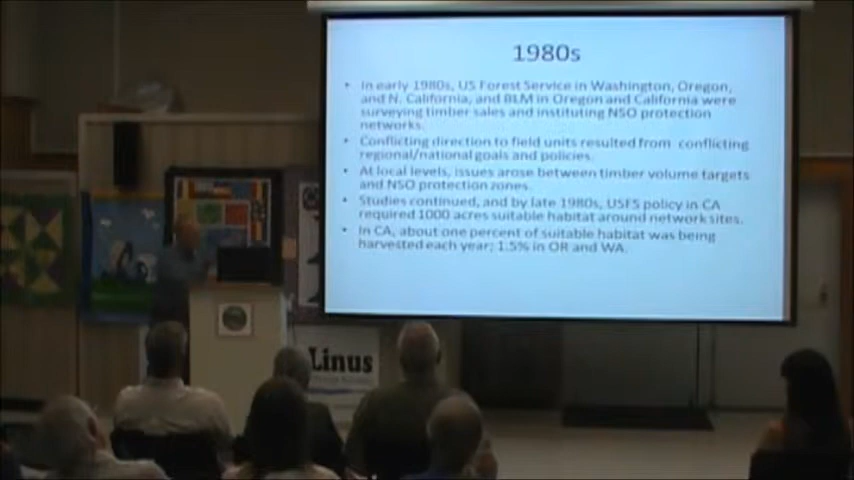 1980s
• In early 1980s, US Forest Service in Washington, Oregon,
and N. California, and BLM in Oregon and California were
surveying timber sales and instituting NSO protection
networks.
• Conflicting direction to field units resulted from conflicting
regional/national goals and policies.
• At local levels, issues arose between timber volume targets
and NSO protection zones.
• Studies continued, and by late 1980s, USFS policy in CA
required 1000 acres suitable habitat around network sites.
• In CA, about one percent of suitable habitat was being
harvested each year; 1.5% in OR and WA.
Linus